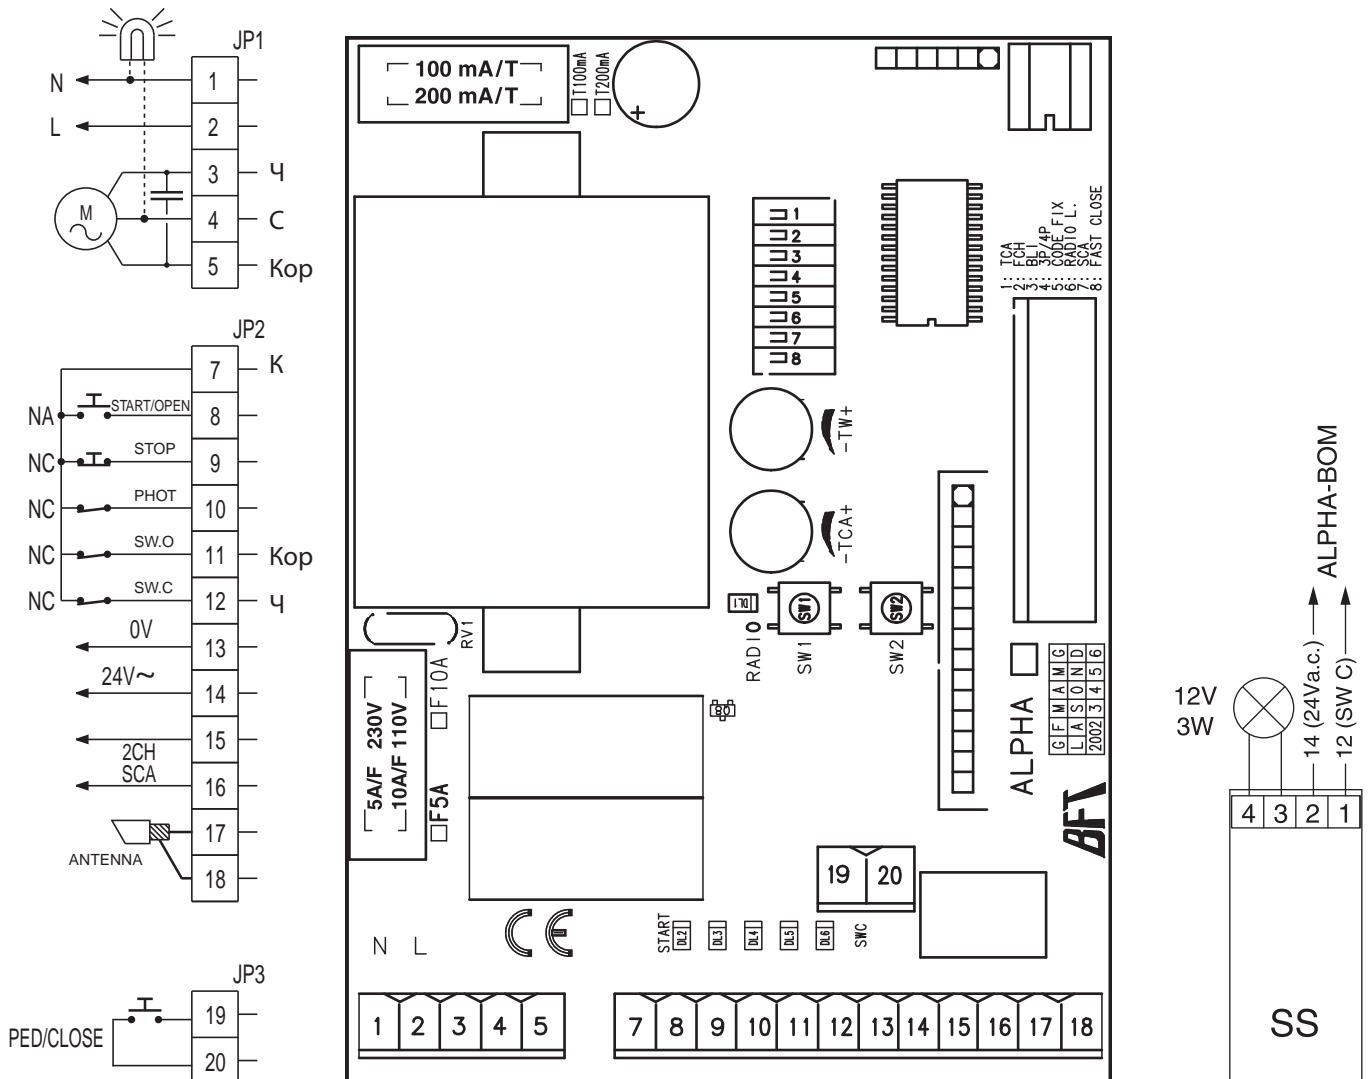 JP1
N
L
1
2
3
4
5
M
Ч
С
Кор
JP2
7
8
9
10
11
12
13
14
15
16
17
18
К
NA
START/OPEN
NC
STOP
NC
PHOT
NC
SW.O
Кор
NC
SW.C
Ч
0V
24V~
2CH
SCA
ANTENNA
JP3
19
20
PED/CLOSE
100 mA/T
200 mA/T
T100mA
T200mA
+
1
2
3
4
5
6
7
8
1: TCA
2: FCH
3: BLI
4: 3P/4P
5: CODE FIX
6: RADIO L.
7: SCA
8: FAST CLOSE
-TW+
-TCA+
DL1
RADIO
SW1
SW1
SW2
SW2
RV1
F10A
5A/F 230V
10A/F 110V
F5A
Q8
ALPHA
G F M A M G
L A S O N D
2002 3 4 5 6
BFT
19 20
START
DL2
DL3
DL4
DL5
DL6
SWC
CE
N L
1 2 3 4 5
7 8 9 10 11 12 13 14 15 16 17 18
ALPHA-BOM
14 (24Va.c.)
12 (SW C)
12V
3W
4 3 2 1
SS